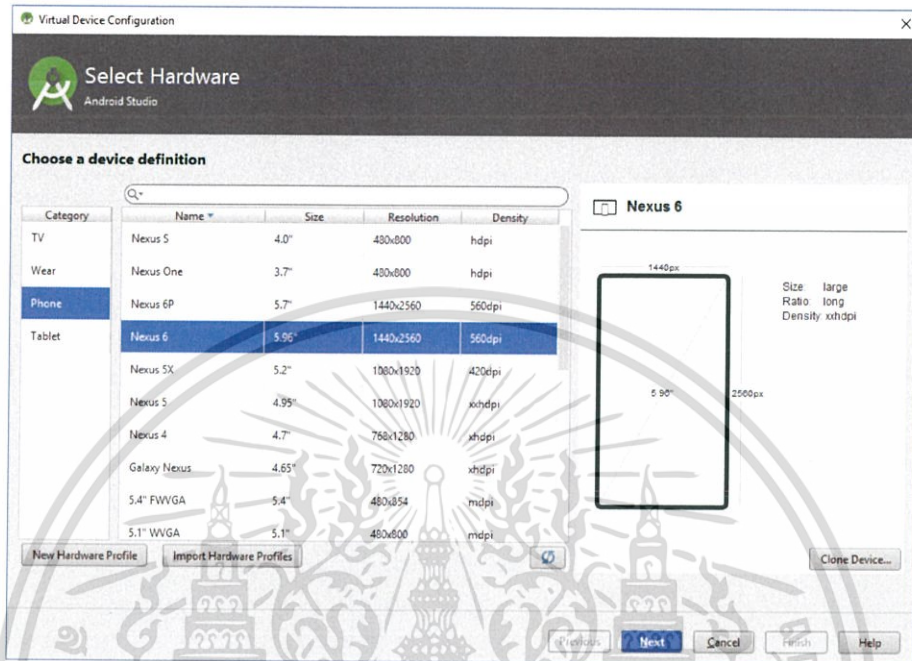 Virtual Device Configuration
Select Hardware
Android Studio
Choose a device definition
Category Name Size Resolution Density
TV
Wear
Phone
Tablet
Nexus S 4.0" 480x800 hdpi
Nexus One 3.7" 480x800 hdpi
Nexus 6P 5.7" 1440x2560 560dpi
Nexus 6 5.96" 1440x2560 560dpi
Nexus 5X 5.2" 1080x1920 420dpi
Nexus 5 4.95" 1080x1920 xxhdpi
Nexus 4 4.7" 768x1280 xhdpi
Galaxy Nexus 4.65" 720x1280 xhdpi
5.4" FWVGA 5.4" 480x854 mdpi
5.1" WVGA 5.1" 480x800 mdpi
New Hardware Profile Import Hardware Profiles
Nexus 6
1440px
Size: large
Ratio: long
Density: xxhdpi
5.96"
2560px
Clone Device...
Previous Next Cancel Finish Help